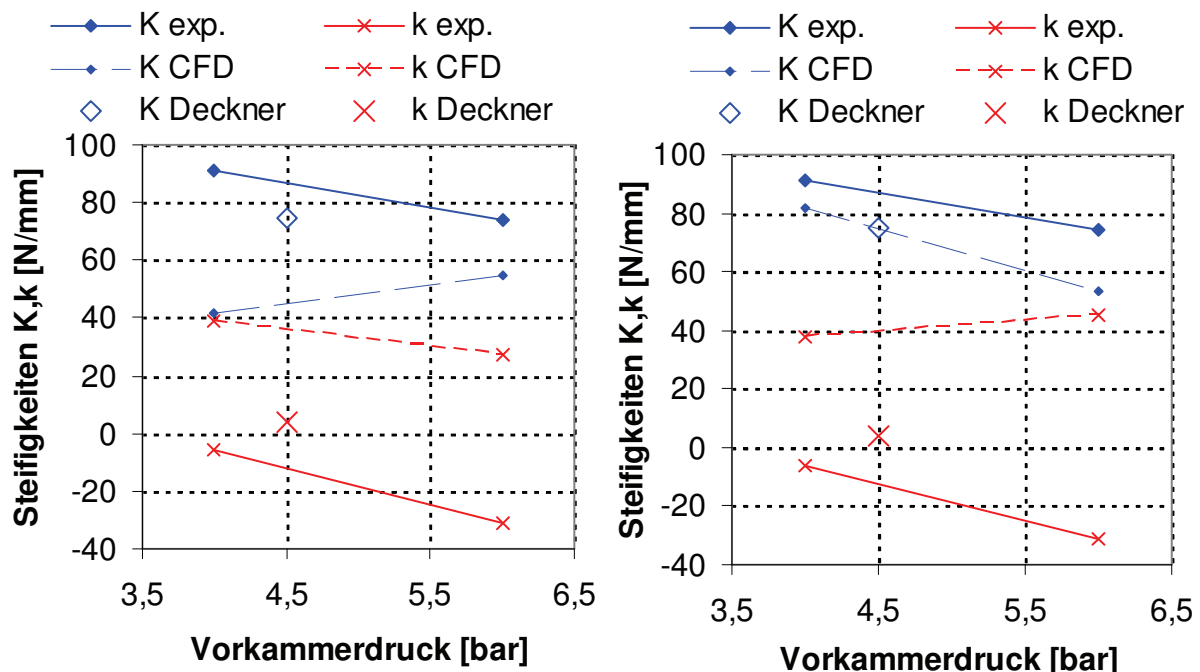 K exp. k exp.
K CFD k CFD
K Deckner k Deckner
Steifigkeiten K,k [N/mm]
100
80
60
40
20
0
-20
-40
3,5 4,5 5,5 6,5
Vorkammerdruck [bar]
K exp. k exp.
K CFD k CFD
K Deckner k Deckner
Steifigkeiten K,k [N/mm]
100
80
60
40
20
0
-20
-40
3,5 4,5 5,5 6,5
Vorkammerdruck [bar]